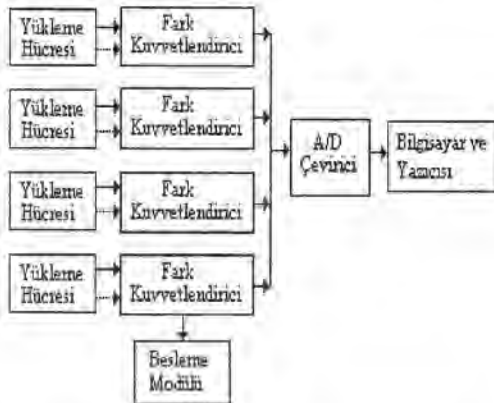 Yükleme
Hücresi
Fark
Kuvvetlendirici
Yükleme
Hücresi
Fark
Kuvvetlendirici
A/D
Çevirici
Bilgisayar ve
Yazıcısı
Yükleme
Hücresi
Fark
Kuvvetlendirici
Yükleme
Hücresi
Fark
Kuvvetlendirici
Besleme
Modülü